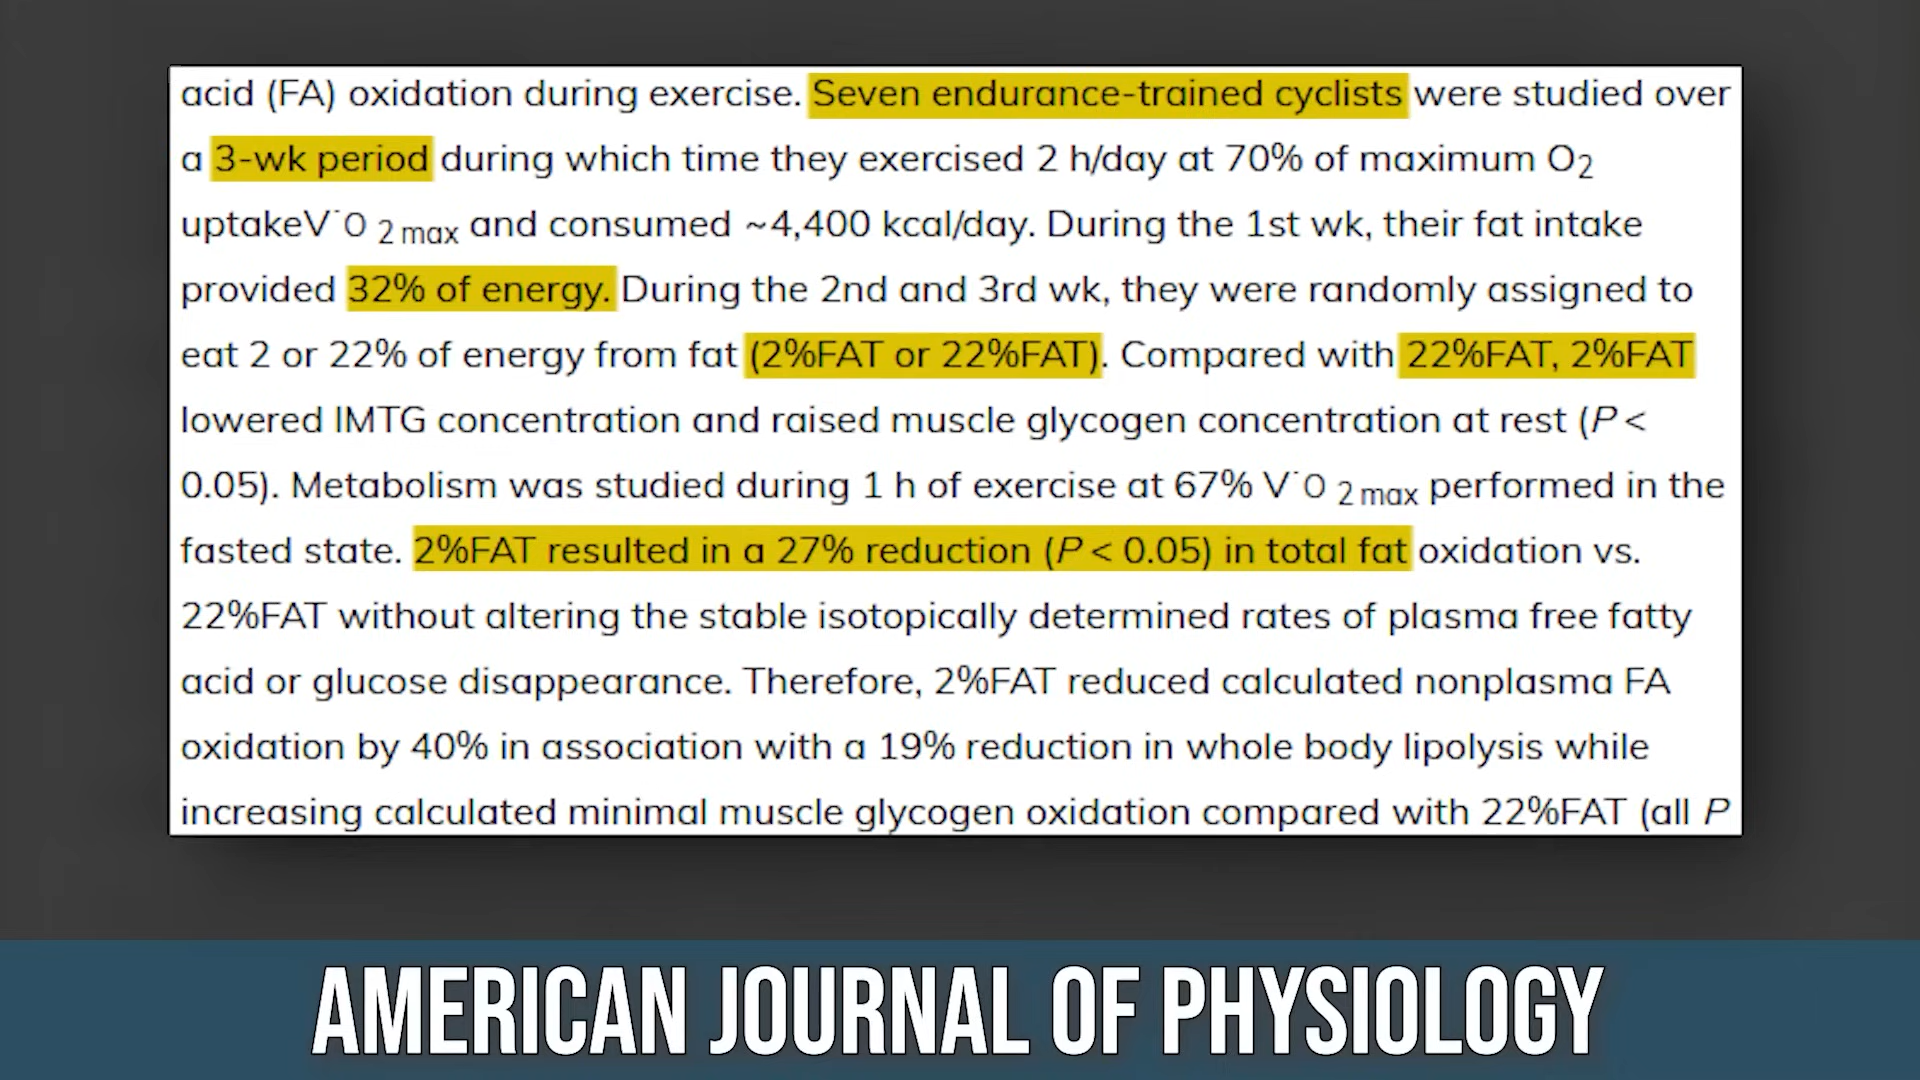 acid (FA) oxidation during exercise. Seven endurance-trained cyclists were studied over
a 3-wk period during which time they exercised 2 h/day at 70% of maximum O2
uptakeV˙O 2 max and consumed ~4,400 kcal/day. During the 1st wk, their fat intake
provided 32% of energy. During the 2nd and 3rd wk, they were randomly assigned to
eat 2 or 22% of energy from fat (2%FAT or 22%FAT). Compared with 22%FAT, 2%FAT
lowered IMTG concentration and raised muscle glycogen concentration at rest (P <
0.05). Metabolism was studied during 1 h of exercise at 67% V˙O 2 max performed in the
fasted state. 2%FAT resulted in a 27% reduction (P < 0.05) in total fat oxidation vs.
22%FAT without altering the stable isotopically determined rates of plasma free fatty
acid or glucose disappearance. Therefore, 2%FAT reduced calculated nonplasma FA
oxidation by 40% in association with a 19% reduction in whole body lipolysis while
increasing calculated minimal muscle glycogen oxidation compared with 22%FAT (all P
AMERICAN JOURNAL OF PHYSIOLOGY